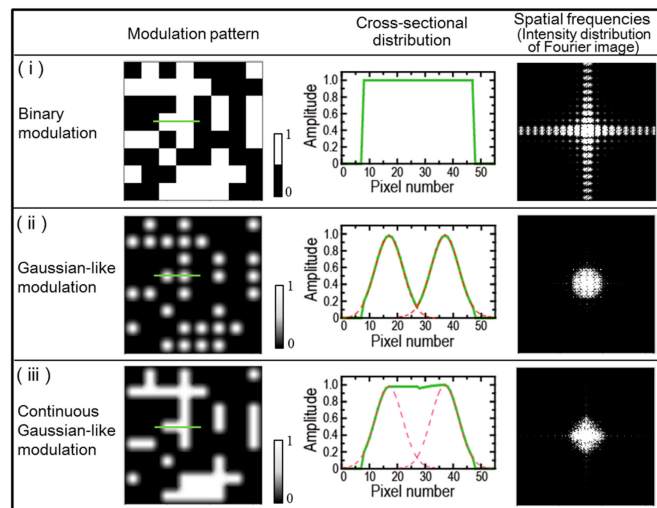 Modulation pattern
Cross-sectional
distribution
Spatial frequencies
(Intensity distribution
of Fourier image)
( i )
Binary
modulation
1
0
Amplitude
1.0
0.8
0.6
0.4
0.2
0
0 10 20 30 40 50
Pixel number
( ii )
Gaussian-like
modulation
1
0
Amplitude
1.0
0.8
0.6
0.4
0.2
0
0 10 20 30 40 50
Pixel number
( iii )
Continuous
Gaussian-like
modulation
1
0
Amplitude
1.0
0.8
0.6
0.4
0.2
0
0 10 20 30 40 50
Pixel number